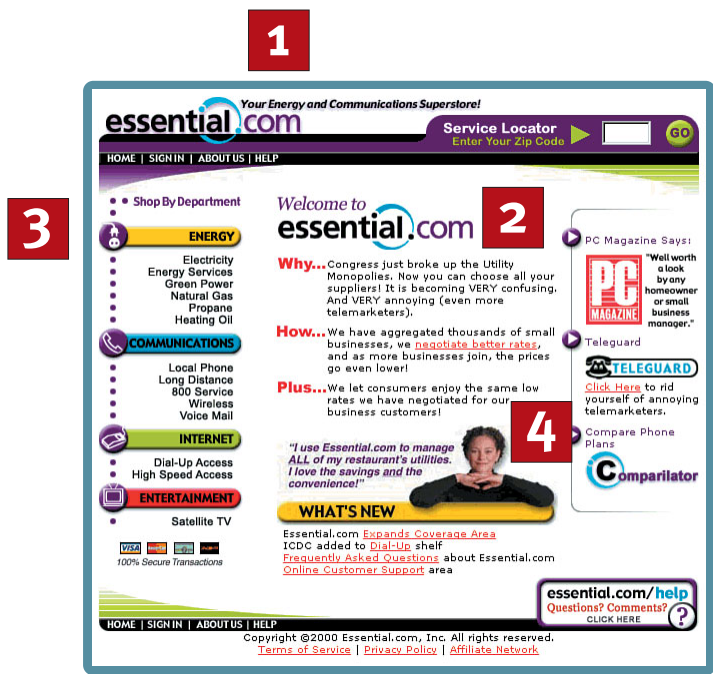 1
Your Energy and Communications Superstore!
essential.com
Service Locator
Enter Your Zip Code
GO
HOME | SIGN IN | ABOUT US | HELP
3
Shop By Department
ENERGY
Electricity
Energy Services
Green Power
Natural Gas
Propane
Heating Oil
COMMUNICATIONS
Local Phone
Long Distance
800 Service
Wireless
Voice Mail
INTERNET
Dial-Up Access
High Speed Access
ENTERTAINMENT
Satellite TV
VISA
100% Secure Transactions
Welcome to
essential.com
2
Why... Congress just broke up the Utility
Monopolies. Now you can choose all your
suppliers! It is becoming VERY confusing.
And VERY annoying (even more
telemarketers).
How... We have aggregated thousands of small
businesses, we negotiate better rates,
and as more businesses join, the prices
go even lower!
Plus... We let consumers enjoy the same low
rates we have negotiated for our
business customers!
4
"I use Essential.com to manage
ALL of my restaurant's utilities.
I love the savings and the
convenience!"
WHAT'S NEW
Essential.com Expands Coverage Area
ICDC added to Dial-Up shelf
Frequently Asked Questions about Essential.com
Online Customer Support area
PC Magazine Says:
PC
MAGAZINE
"Well worth
a look
by any
homeowner
or small
business
manager."
Teleguard
TELEGUARD
Click Here to rid
yourself of annoying
telemarketers.
Compare Phone
Plans
Comparilator
essential.com/help
Questions? Comments?
CLICK HERE
?
HOME | SIGN IN | ABOUT US | HELP
Copyright ©2000 Essential.com, Inc. All rights reserved.
Terms of Service | Privacy Policy | Affiliate Network